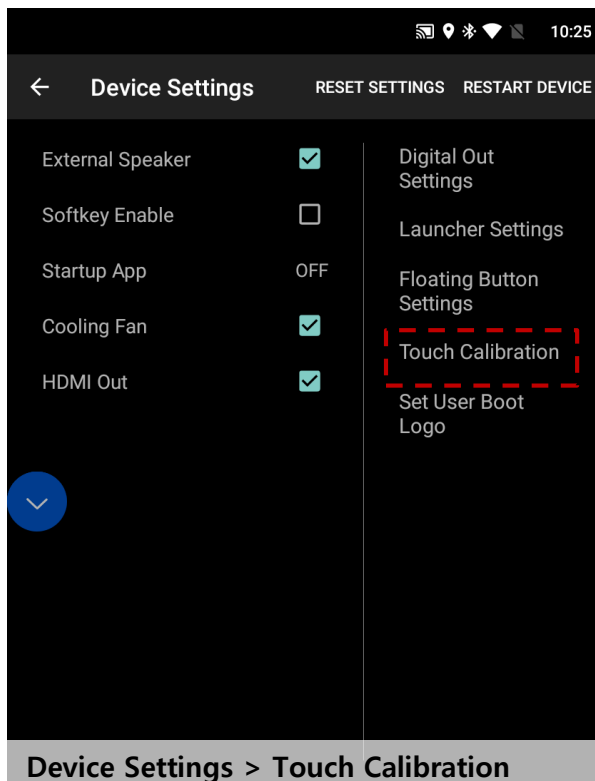 10:25
Device Settings RESET SETTINGS RESTART DEVICE
External Speaker
Softkey Enable
Startup App OFF
Cooling Fan
HDMI Out
Digital Out
Settings
Launcher Settings
Floating Button
Settings
Touch Calibration
Set User Boot
Logo
Device Settings > Touch Calibration